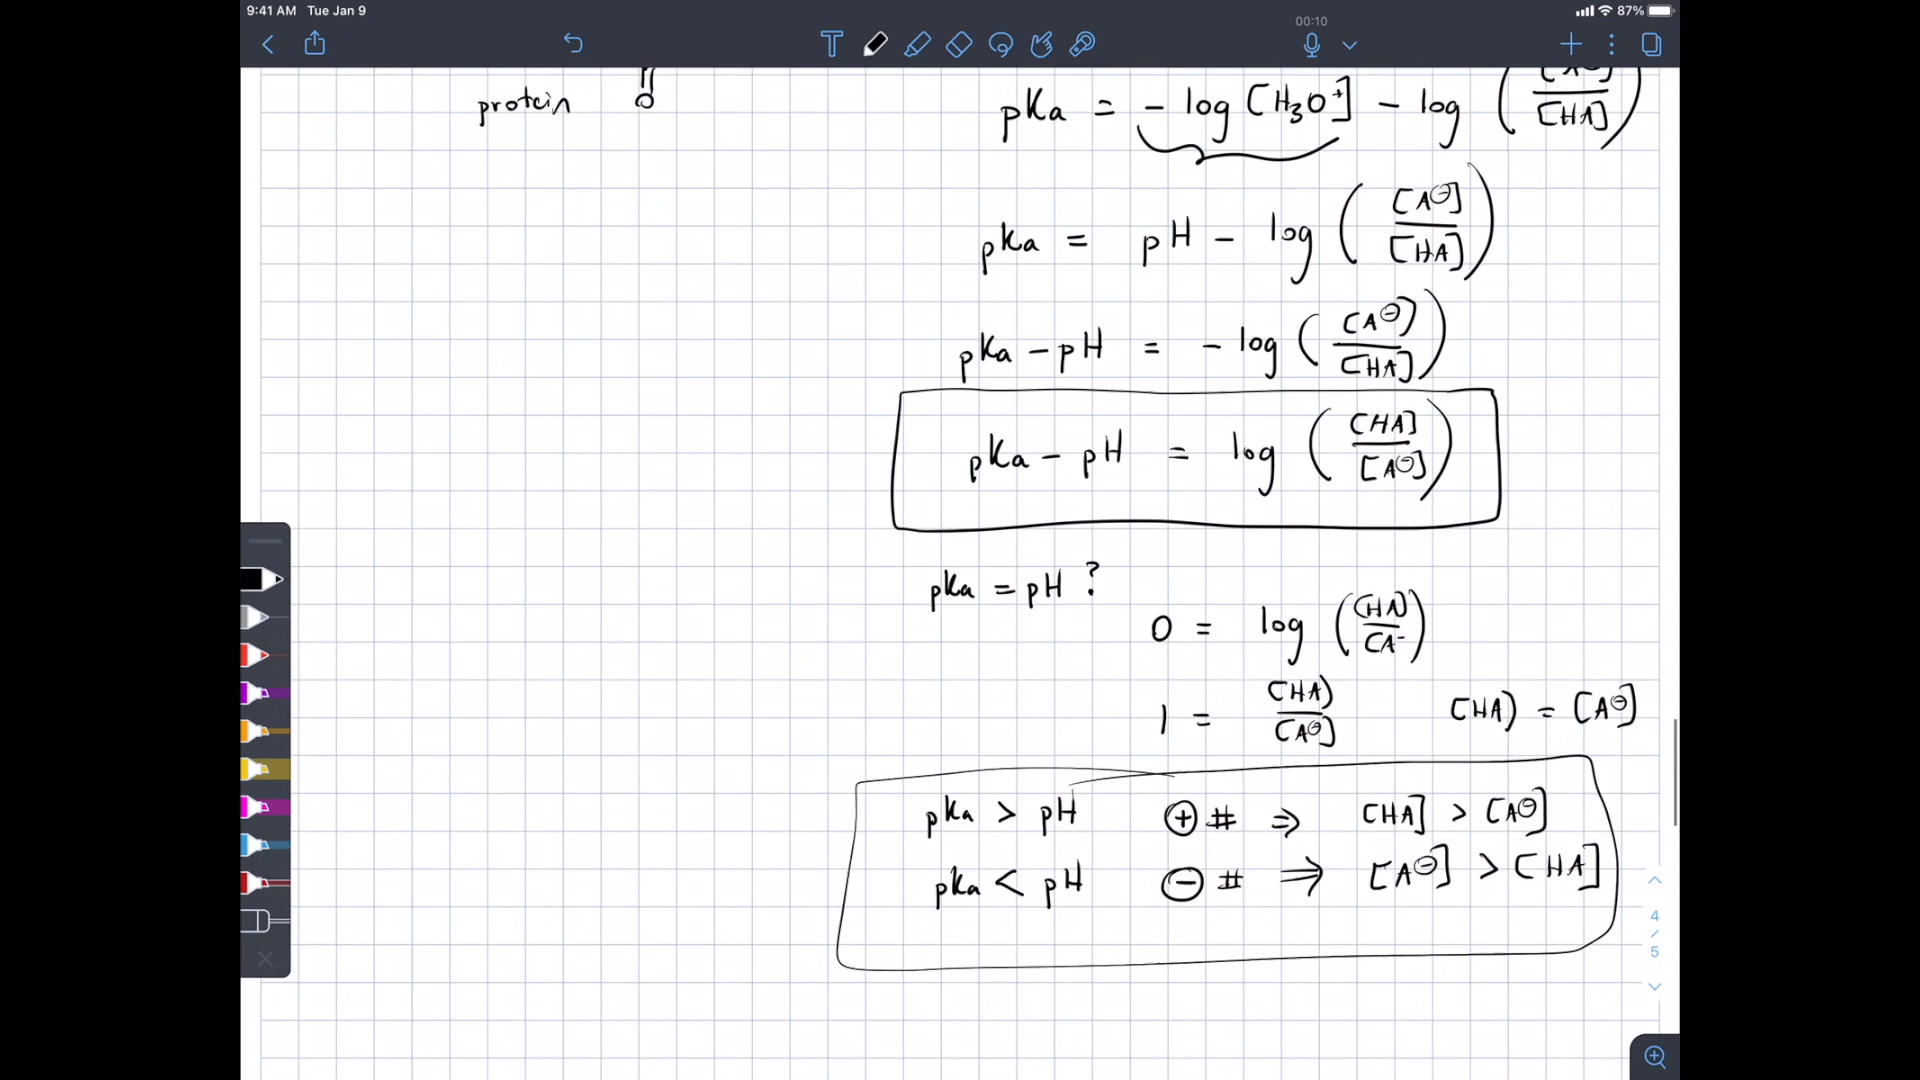 9:41 AM Tue Jan 9
87%
00:10
protein
pKa = - log [H₃O⁺] - log ([A⊖]/[HA])
pKa = pH - log ([A⊖]/[HA])
pKa - pH = - log ([A⊖]/[HA])
pKa - pH = log ([HA]/[A⊖])
pKa = pH ?
0 = log ([HA]/[A⁻)
1 = [HA]/[A⊖]
[HA] = [A⊖]
pKa > pH ⊕ # ⇒ [HA] > [A⊖]
pKa < pH ⊖ # ⇒ [A⊖] > [HA]
4
/
5